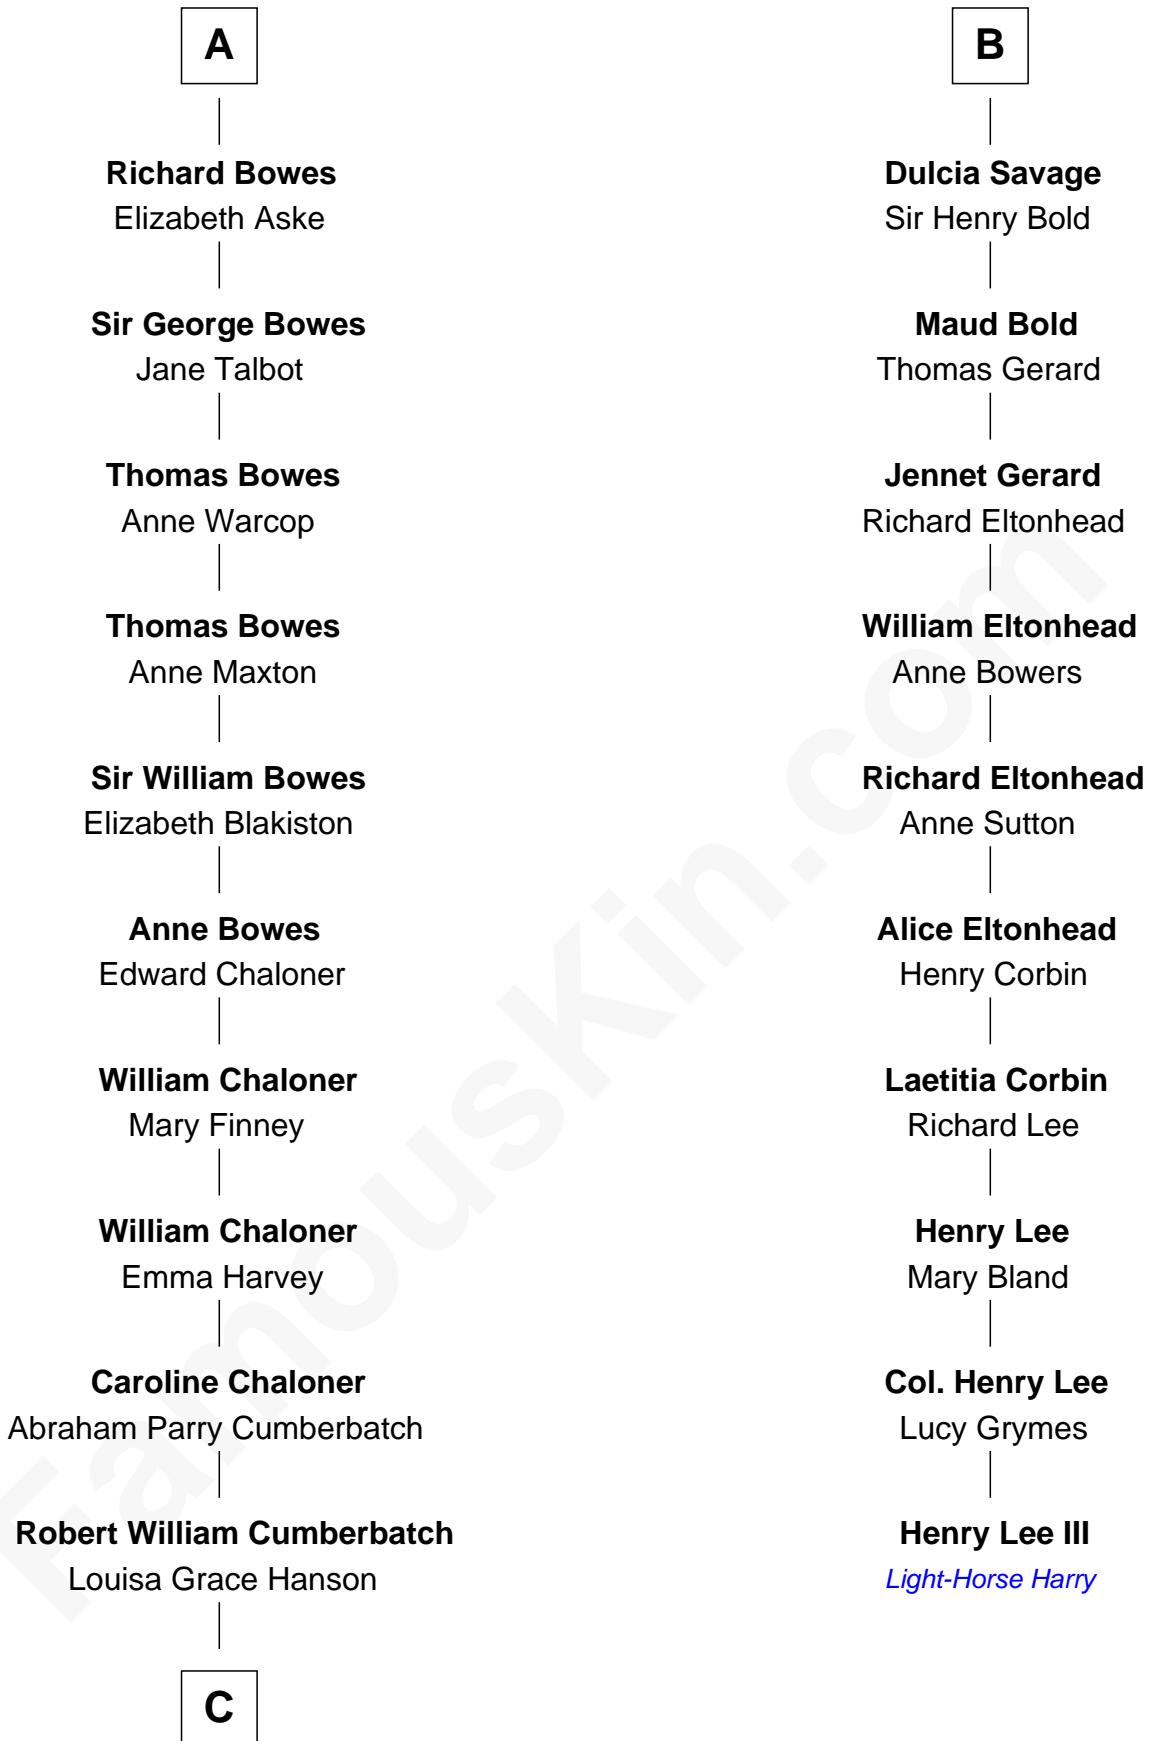 A
Richard Bowes
Elizabeth Aske
Sir George Bowes
Jane Talbot
Thomas Bowes
Anne Warcop
Thomas Bowes
Anne Maxton
Sir William Bowes
Elizabeth Blakiston
Anne Bowes
Edward Chaloner
William Chaloner
Mary Finney
William Chaloner
Emma Harvey
Caroline Chaloner
Abraham Parry Cumberbatch
Robert William Cumberbatch
Louisa Grace Hanson
C
B
Dulcia Savage
Sir Henry Bold
Maud Bold
Thomas Gerard
Jennet Gerard
Richard Eltonhead
William Eltonhead
Anne Bowers
Richard Eltonhead
Anne Sutton
Alice Eltonhead
Henry Corbin
Laetitia Corbin
Richard Lee
Henry Lee
Mary Bland
Col. Henry Lee
Lucy Grymes
Henry Lee III
Light-Horse Harry
FamousKin.com